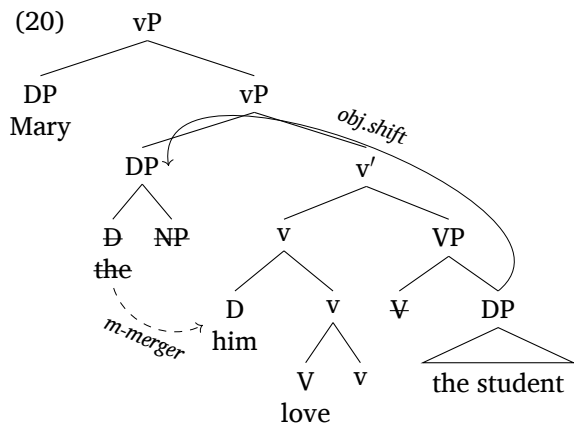 (20) vP
DP vP
Mary
obj.shift
DP v′
D NP v VP
the
D v V DP
m-merger
him
V v the student
love